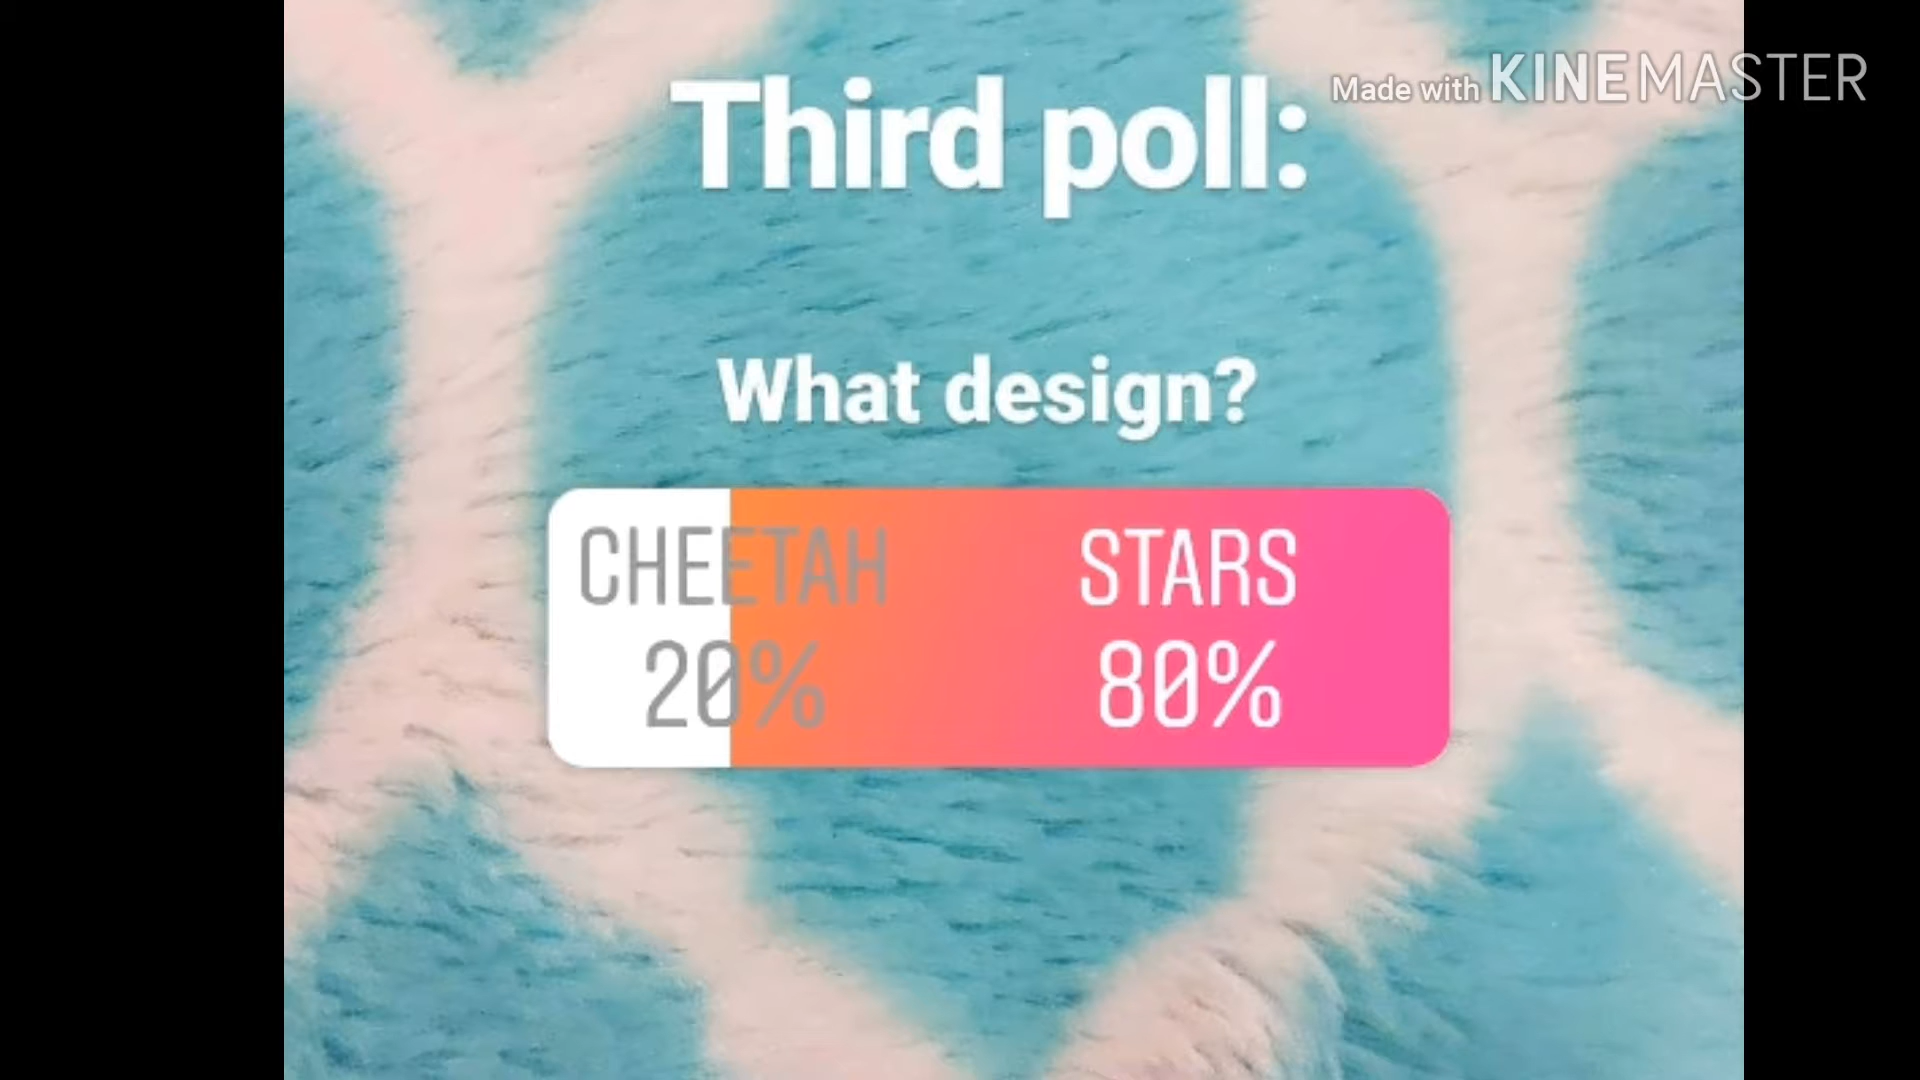 Made with KINEMASTER
Third poll:
What design?
CHEETAH STARS
20% 80%